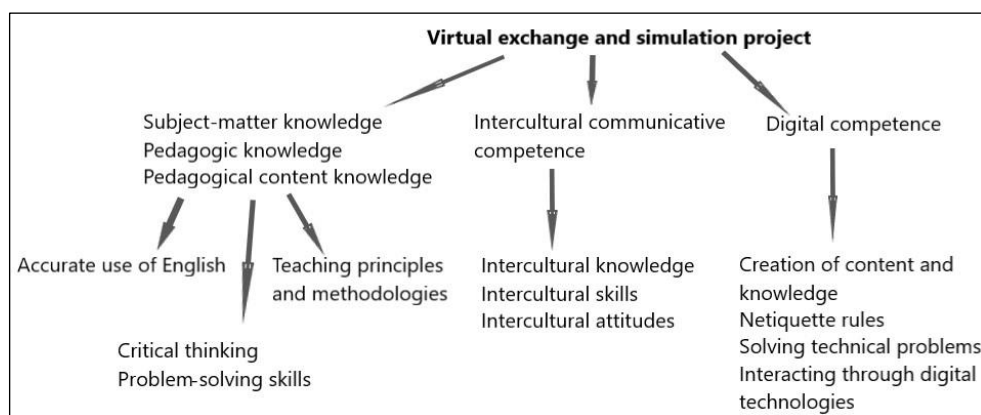 Virtual exchange and simulation project
Subject-matter knowledge
Pedagogic knowledge
Pedagogical content knowledge
Intercultural communicative
competence
Digital competence
Accurate use of English
Teaching principles
and methodologies
Critical thinking
Problem-solving skills
Intercultural knowledge
Intercultural skills
Intercultural attitudes
Creation of content and
knowledge
Netiquette rules
Solving technical problems
Interacting through digital
technologies